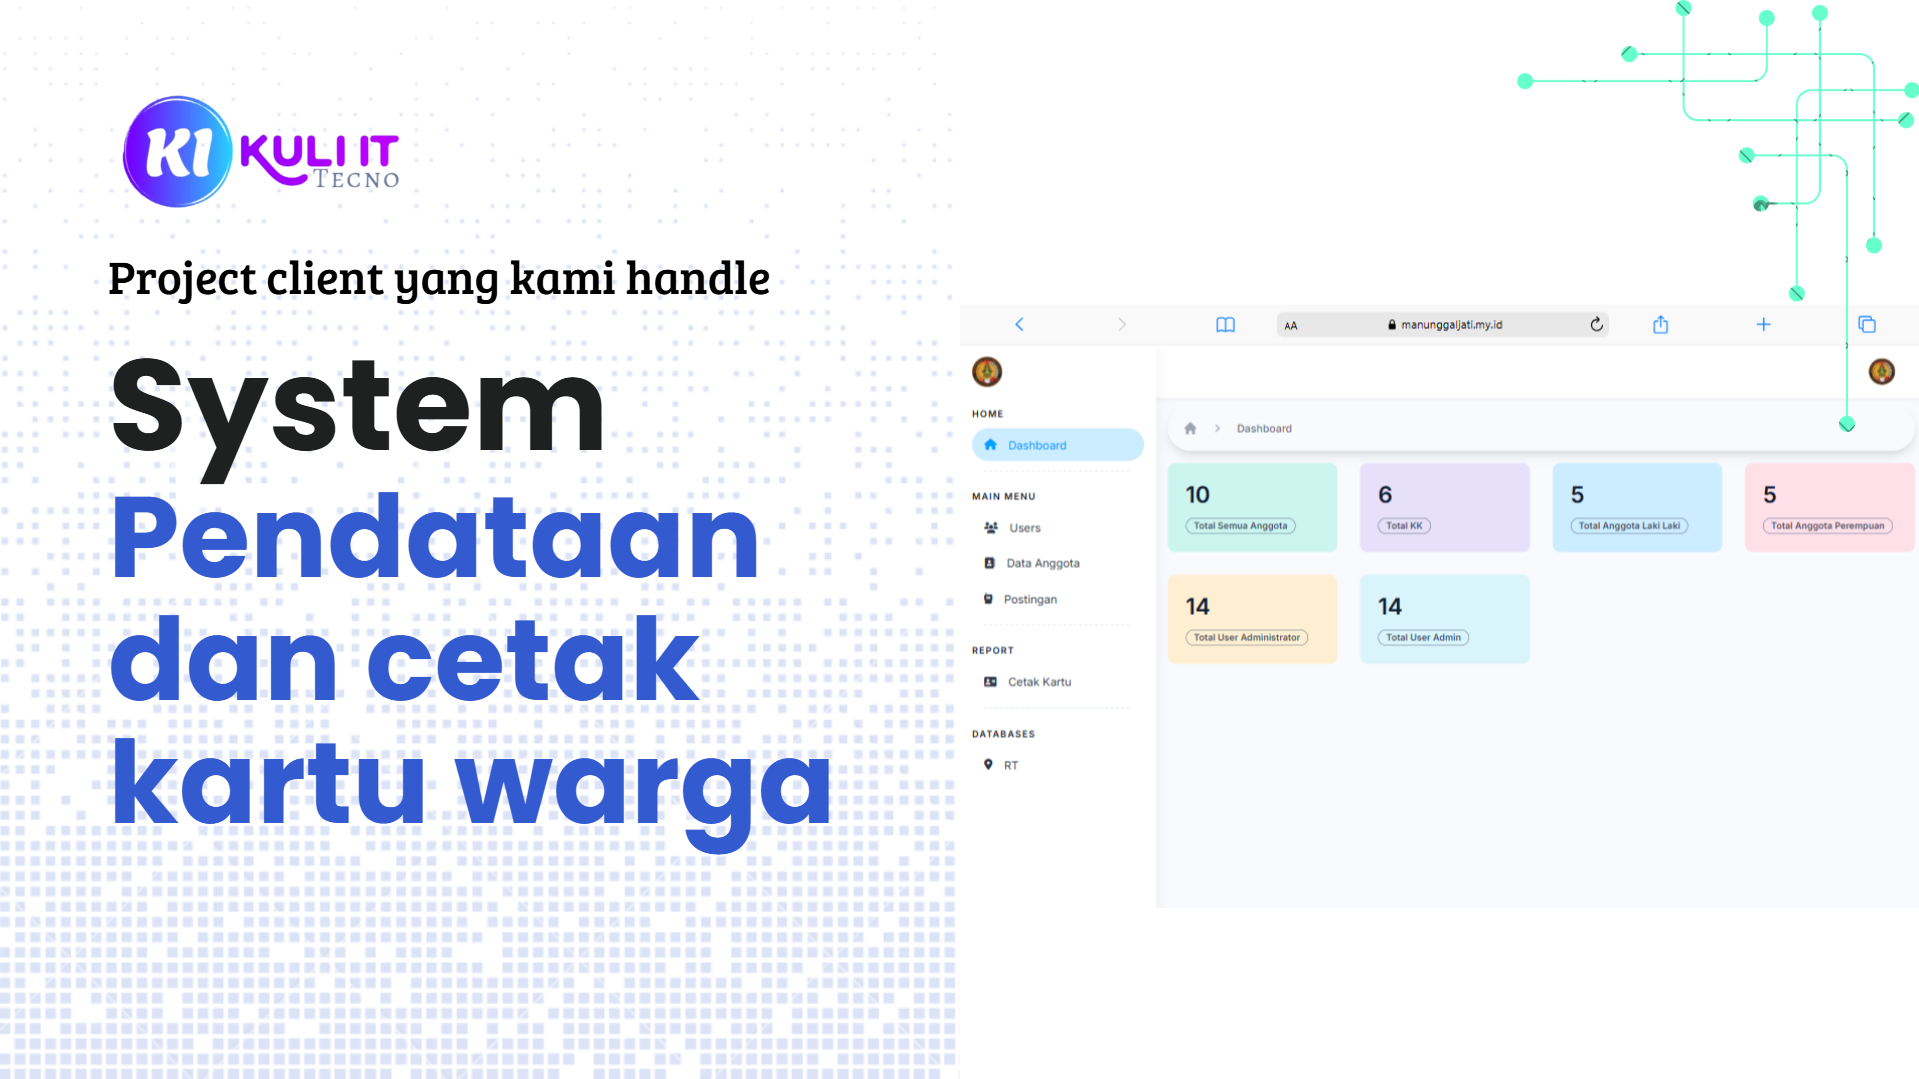 KI
KULI IT
TECNO
Project client yang kami handle
System
Pendataan
dan cetak
kartu warga
AA
manunggaljati.my.id
HOME
Dashboard
MAIN MENU
Users
Data Anggota
Postingan
REPORT
Cetak Kartu
DATABASES
RT
Dashboard
10
Total Semua Anggota
6
Total KK
5
Total Anggota Laki Laki
5
Total Anggota Perempuan
14
Total User Administrator
14
Total User Admin